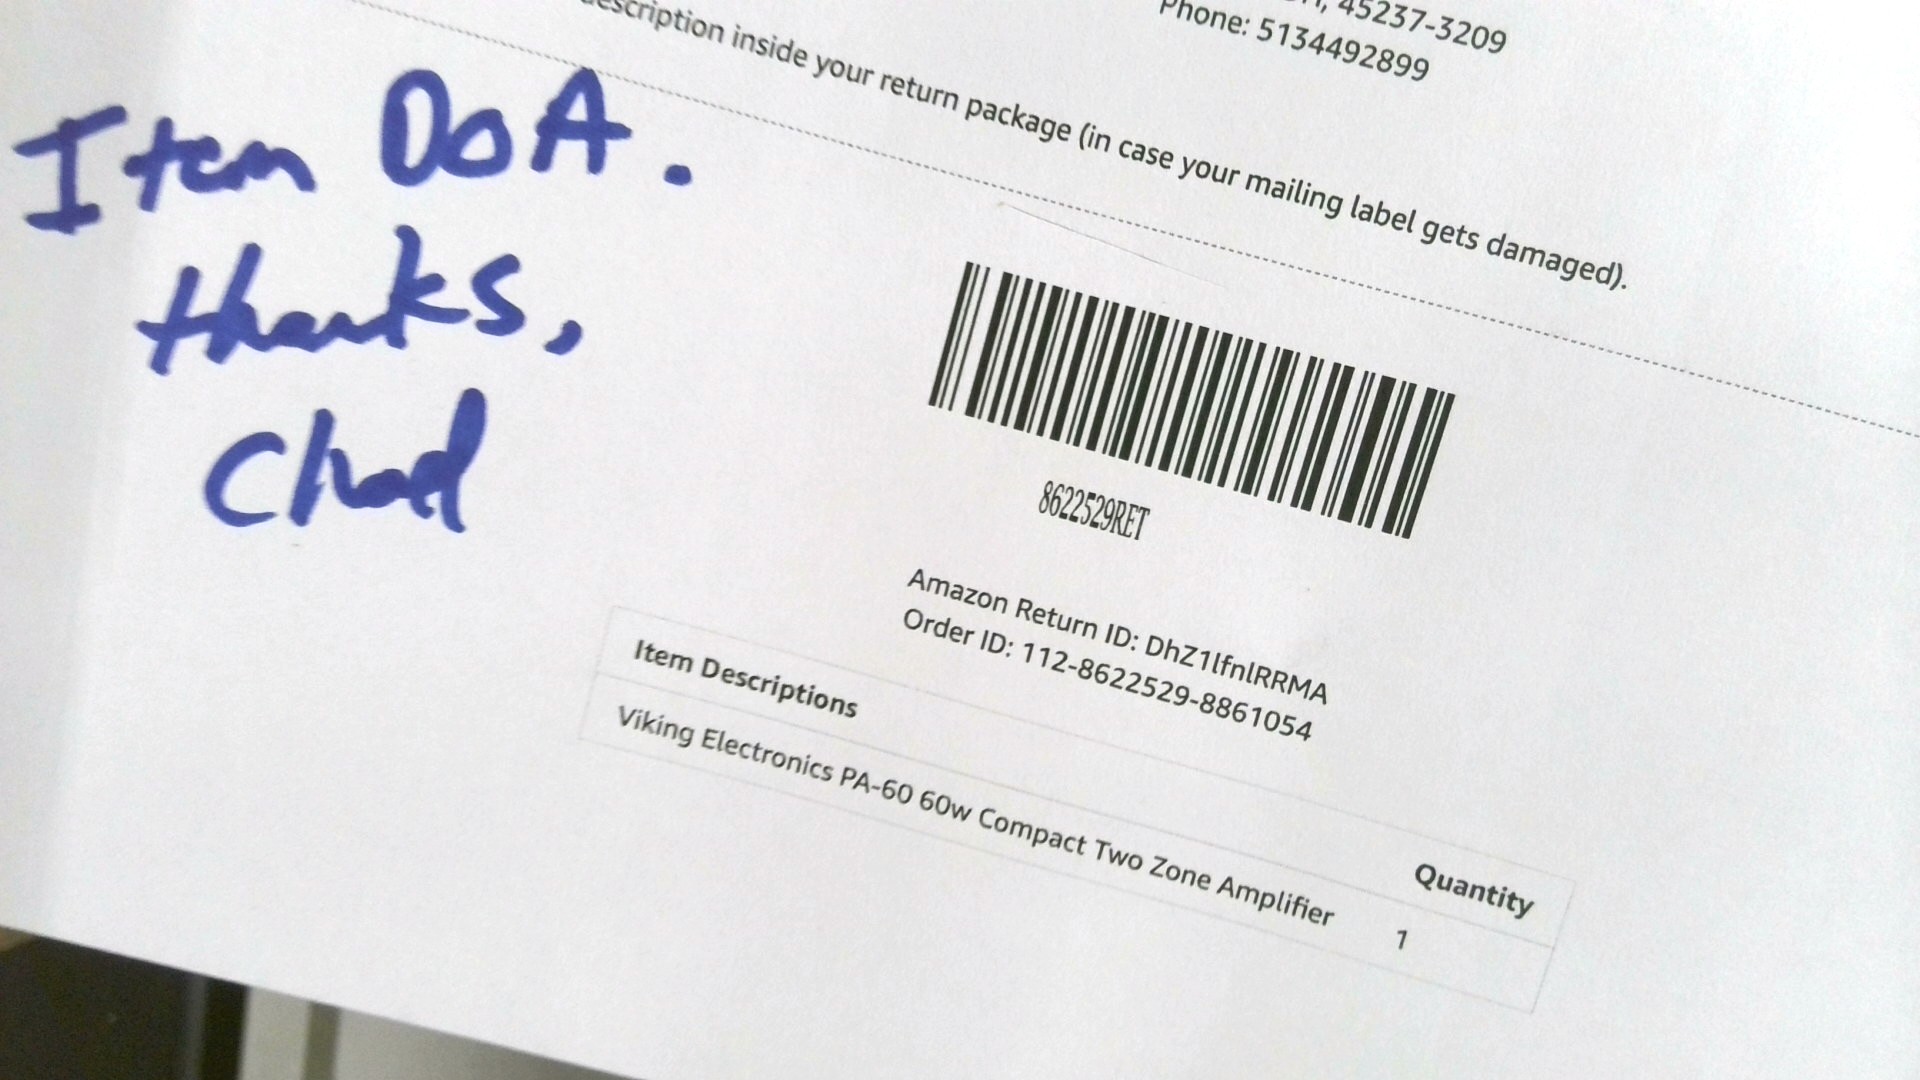 45237-3209
Phone: 5134492899
description inside your return package (in case your mailing label gets damaged).
Item DOA.
thanks,
Chad
8622529RET
Amazon Return ID: DhZ1lfnlRRMA
Order ID: 112-8622529-8861054
Item Descriptions Quantity
Viking Electronics PA-60 60w Compact Two Zone Amplifier 1